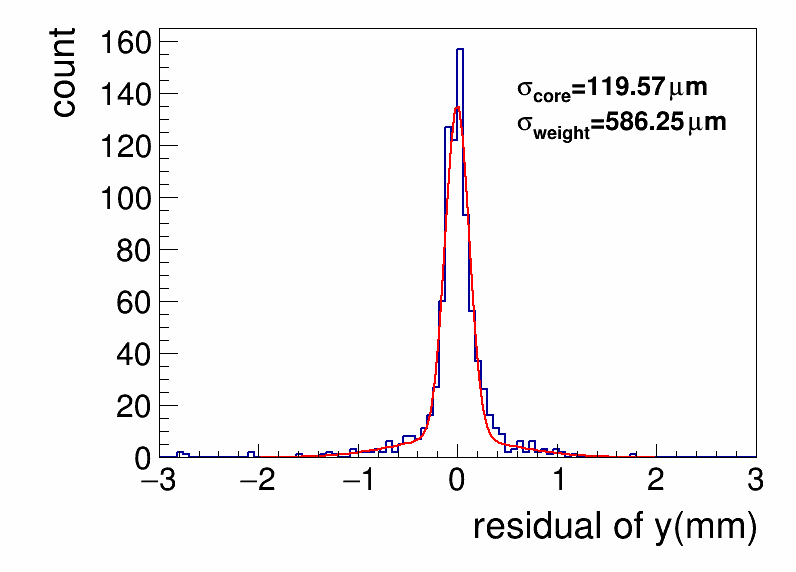 count
160
140
120
100
80
60
40
20
0
σcore=119.57μm
σweight=586.25μm
−3 −2 −1 0 1 2 3
residual of y(mm)